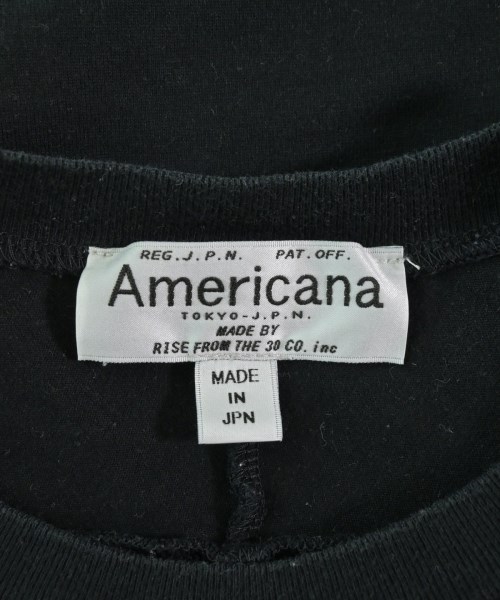 REG.J.P.N. PAT.OFF.
Americana
TOKYO-J.P.N.
MADE BY
RISE FROM THE 30 CO. inc
MADE
IN
JPN